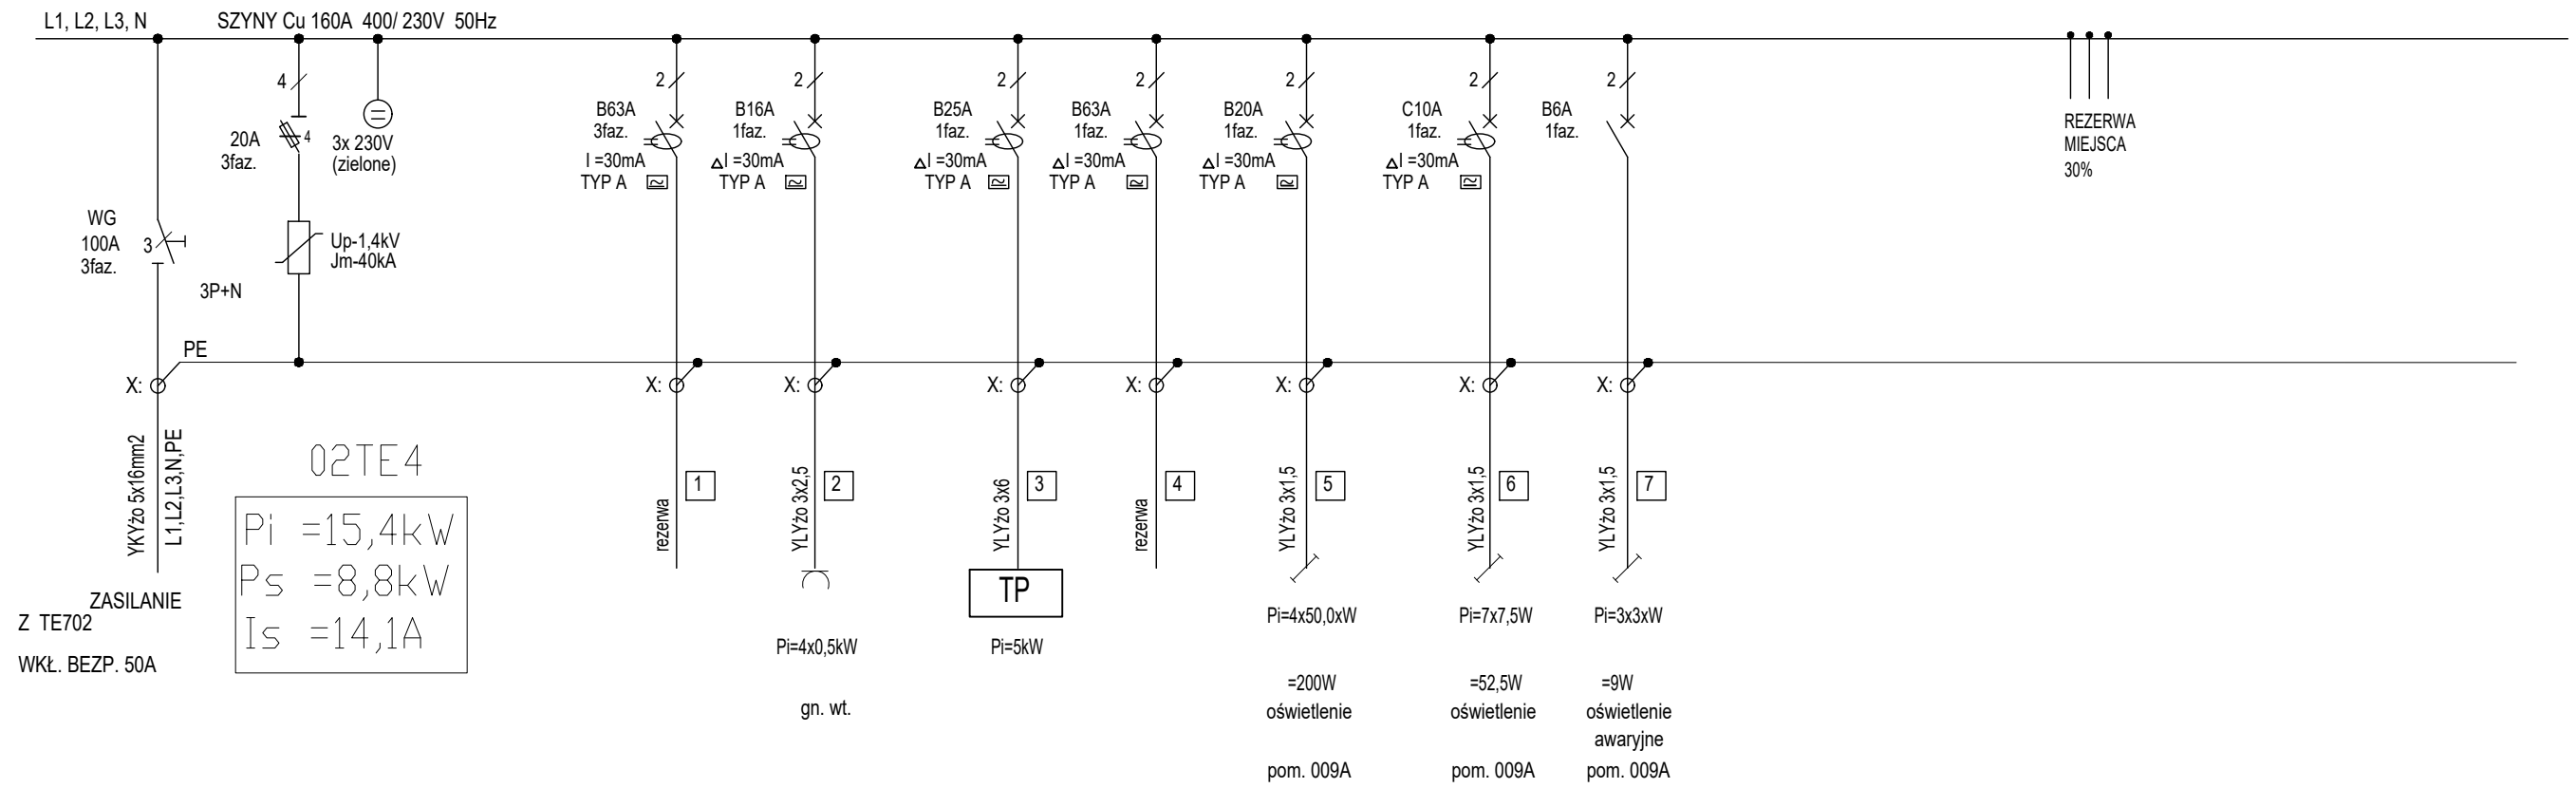 L1, L2, L3, N
SZYNY Cu 160A 400/ 230V 50Hz
4
20A
3faz.
4
3x 230V
(zielone)
WG
100A
3faz.
3
Up-1,4kV
Jm-40kA
3P+N
PE
X:
YKYżo 5x16mm2
L1,L2,L3,N,PE
ZASILANIE
Z TE702
WKŁ. BEZP. 50A
02TE4
Pi =15,4kW
Ps =8,8kW
Is =14,1A
2
B63A
3faz.
I =30mA
TYP A
X:
rezerwa
1
2
B16A
1faz.
ΔI =30mA
TYP A
X:
YLYżo 3x2,5
2
Pi=4x0,5kW
gn. wt.
2
B25A
1faz.
ΔI =30mA
TYP A
X:
YLYżo 3x6
3
TP
Pi=5kW
2
B63A
1faz.
ΔI =30mA
TYP A
X:
rezerwa
4
2
B20A
1faz.
ΔI =30mA
TYP A
X:
YLYżo 3x1,5
5
Pi=4x50,0xW
=200W
oświetlenie
pom. 009A
2
C10A
1faz.
ΔI =30mA
TYP A
X:
YLYżo 3x1,5
6
Pi=7x7,5W
=52,5W
oświetlenie
pom. 009A
2
B6A
1faz.
X:
YLYżo 3x1,5
7
Pi=3x3xW
=9W
oświetlenie
awaryjne
pom. 009A
REZERWA
MIEJSCA
30%